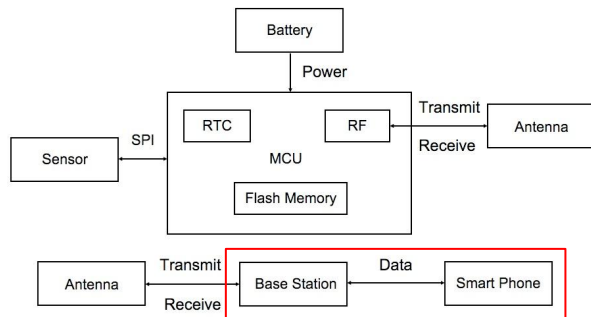 Battery
Power
RTC
RF
Transmit
Antenna
SPI
Sensor
MCU
Receive
Flash Memory
Antenna
Transmit
Receive
Base Station
Data
Smart Phone